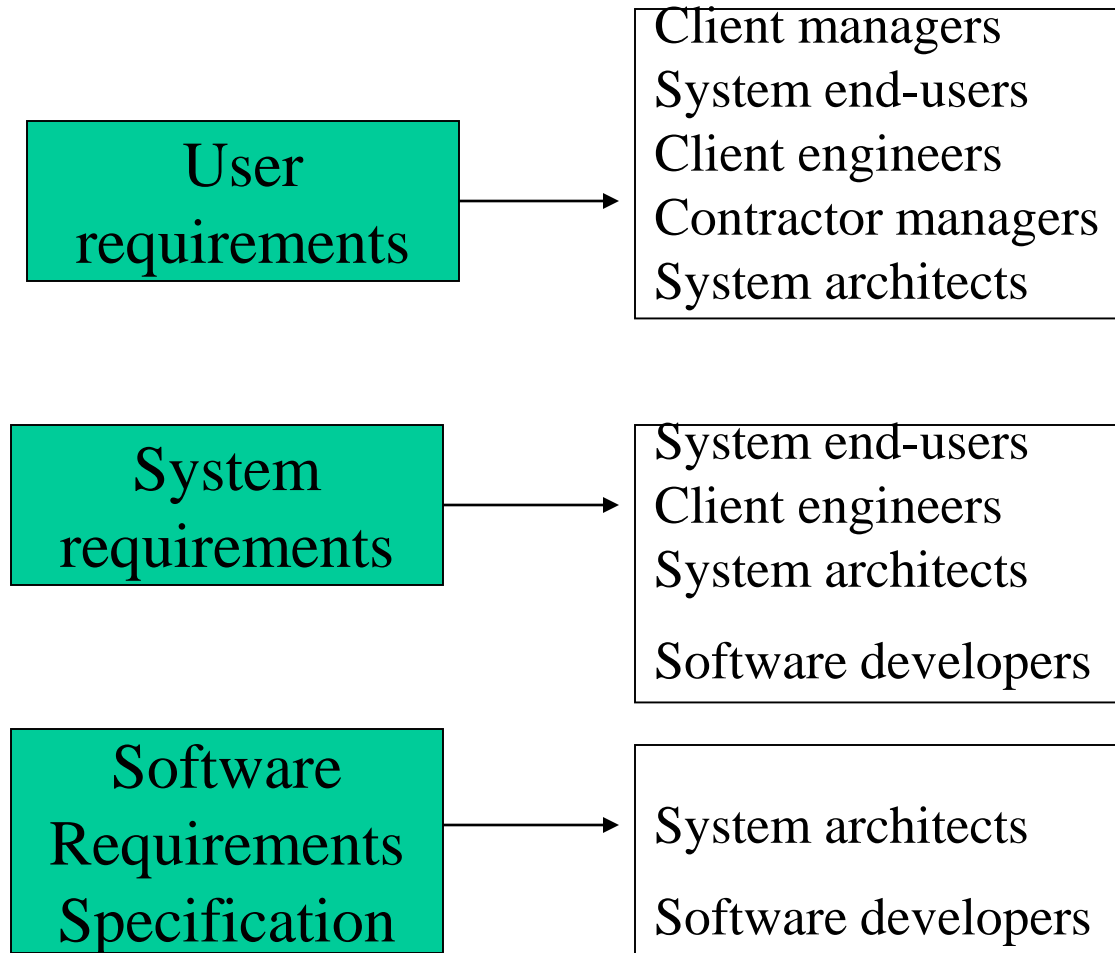 User
requirements
Client managers
System end-users
Client engineers
Contractor managers
System architects
System
requirements
System end-users
Client engineers
System architects
Software developers
Software
Requirements
Specification
System architects
Software developers